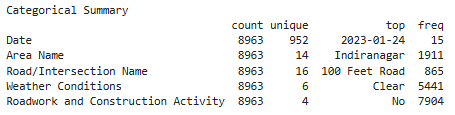 Categorical Summary
count unique top freq
Date 8963 952 2023-01-24 15
Area Name 8963 14 Indiranagar 1911
Road/Intersection Name 8963 16 100 Feet Road 865
Weather Conditions 8963 6 Clear 5441
Roadwork and Construction Activity 8963 4 No 7904